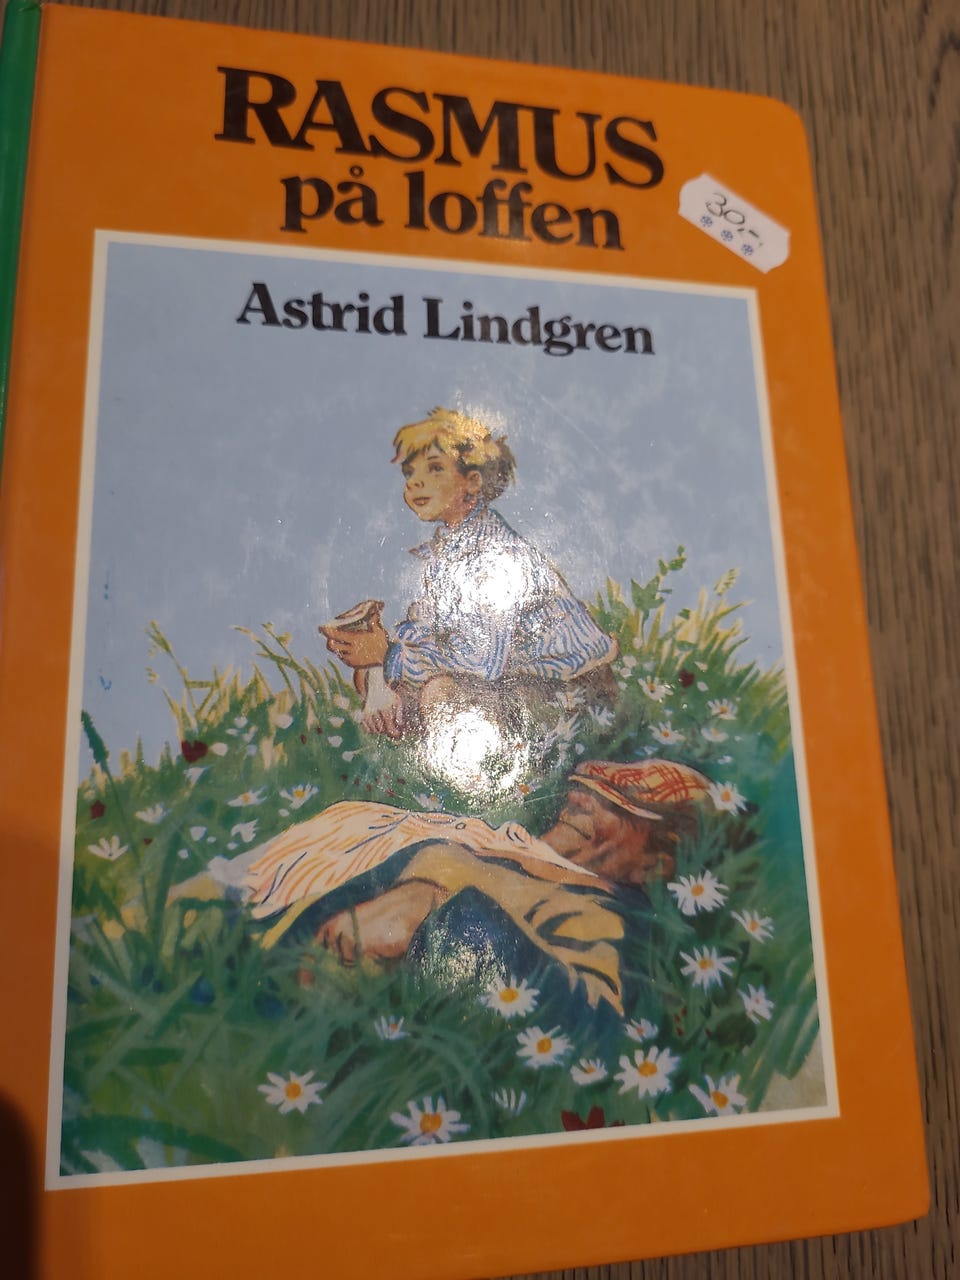 RASMUS
på loffen
30,-
Astrid Lindgren